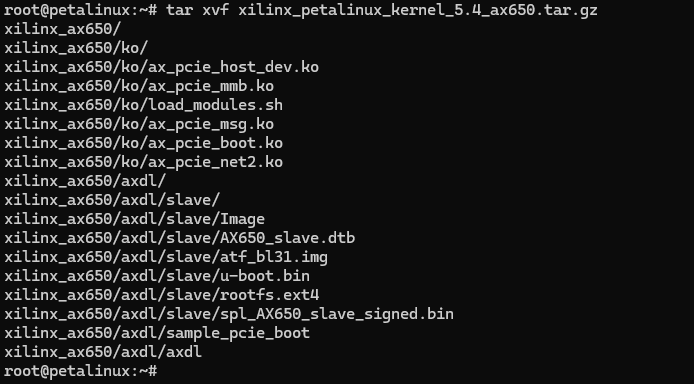 root@petalinux:~# tar xvf xilinx_petalinux_kernel_5.4_ax650.tar.gz
xilinx_ax650/
xilinx_ax650/ko/
xilinx_ax650/ko/ax_pcie_host_dev.ko
xilinx_ax650/ko/ax_pcie_mmb.ko
xilinx_ax650/ko/load_modules.sh
xilinx_ax650/ko/ax_pcie_msg.ko
xilinx_ax650/ko/ax_pcie_boot.ko
xilinx_ax650/ko/ax_pcie_net2.ko
xilinx_ax650/axdl/
xilinx_ax650/axdl/slave/
xilinx_ax650/axdl/slave/Image
xilinx_ax650/axdl/slave/AX650_slave.dtb
xilinx_ax650/axdl/slave/atf_bl31.img
xilinx_ax650/axdl/slave/u-boot.bin
xilinx_ax650/axdl/slave/rootfs.ext4
xilinx_ax650/axdl/slave/spl_AX650_slave_signed.bin
xilinx_ax650/axdl/sample_pcie_boot
xilinx_ax650/axdl/axdl
root@petalinux:~#